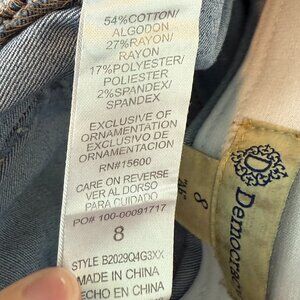 54%COTTON/
ALGODON
27%RAYON/
RAYON
17%POLYESTER/
POLIESTER
2%SPANDEX/
SPANDEX
EXCLUSIVE OF
ORNAMENTATION
EXCLUSIVO DE
ORNAMENTACION
RN#15600
CARE ON REVERSE
VER AL DORSO
PARA CUIDADO
PO# 100-00091717
8
STYLE B2029Q4G3XX
MADE IN CHINA
HECHO EN CHINA
8
D
Democra